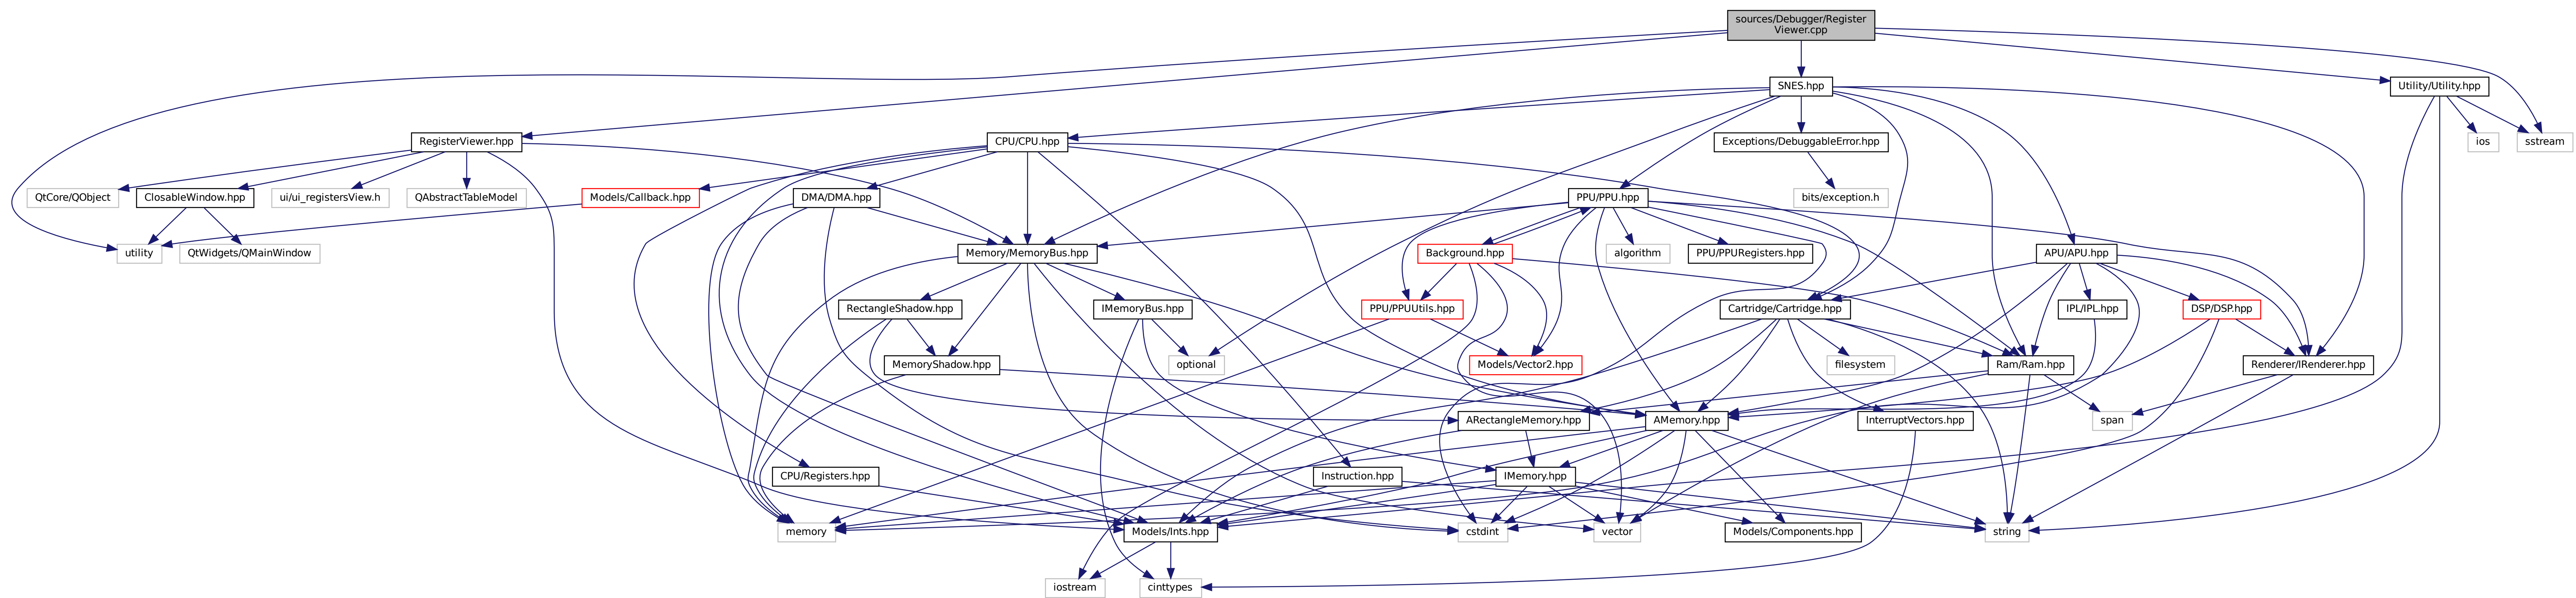 sources/Debugger/Register
Viewer.cpp
SNES.hpp
Utility/Utility.hpp
RegisterViewer.hpp
CPU/CPU.hpp
Exceptions/DebuggableError.hpp
ios
sstream
QtCore/QObject
ClosableWindow.hpp
ui/ui_registersView.h
QAbstractTableModel
Models/Callback.hpp
DMA/DMA.hpp
PPU/PPU.hpp
bits/exception.h
utility
QtWidgets/QMainWindow
Memory/MemoryBus.hpp
Background.hpp
algorithm
PPU/PPURegisters.hpp
APU/APU.hpp
RectangleShadow.hpp
IMemoryBus.hpp
PPU/PPUUtils.hpp
Cartridge/Cartridge.hpp
IPL/IPL.hpp
DSP/DSP.hpp
MemoryShadow.hpp
optional
Models/Vector2.hpp
filesystem
Ram/Ram.hpp
Renderer/IRenderer.hpp
ARectangleMemory.hpp
AMemory.hpp
InterruptVectors.hpp
span
CPU/Registers.hpp
Instruction.hpp
IMemory.hpp
memory
Models/Ints.hpp
cstdint
vector
Models/Components.hpp
string
iostream
cinttypes